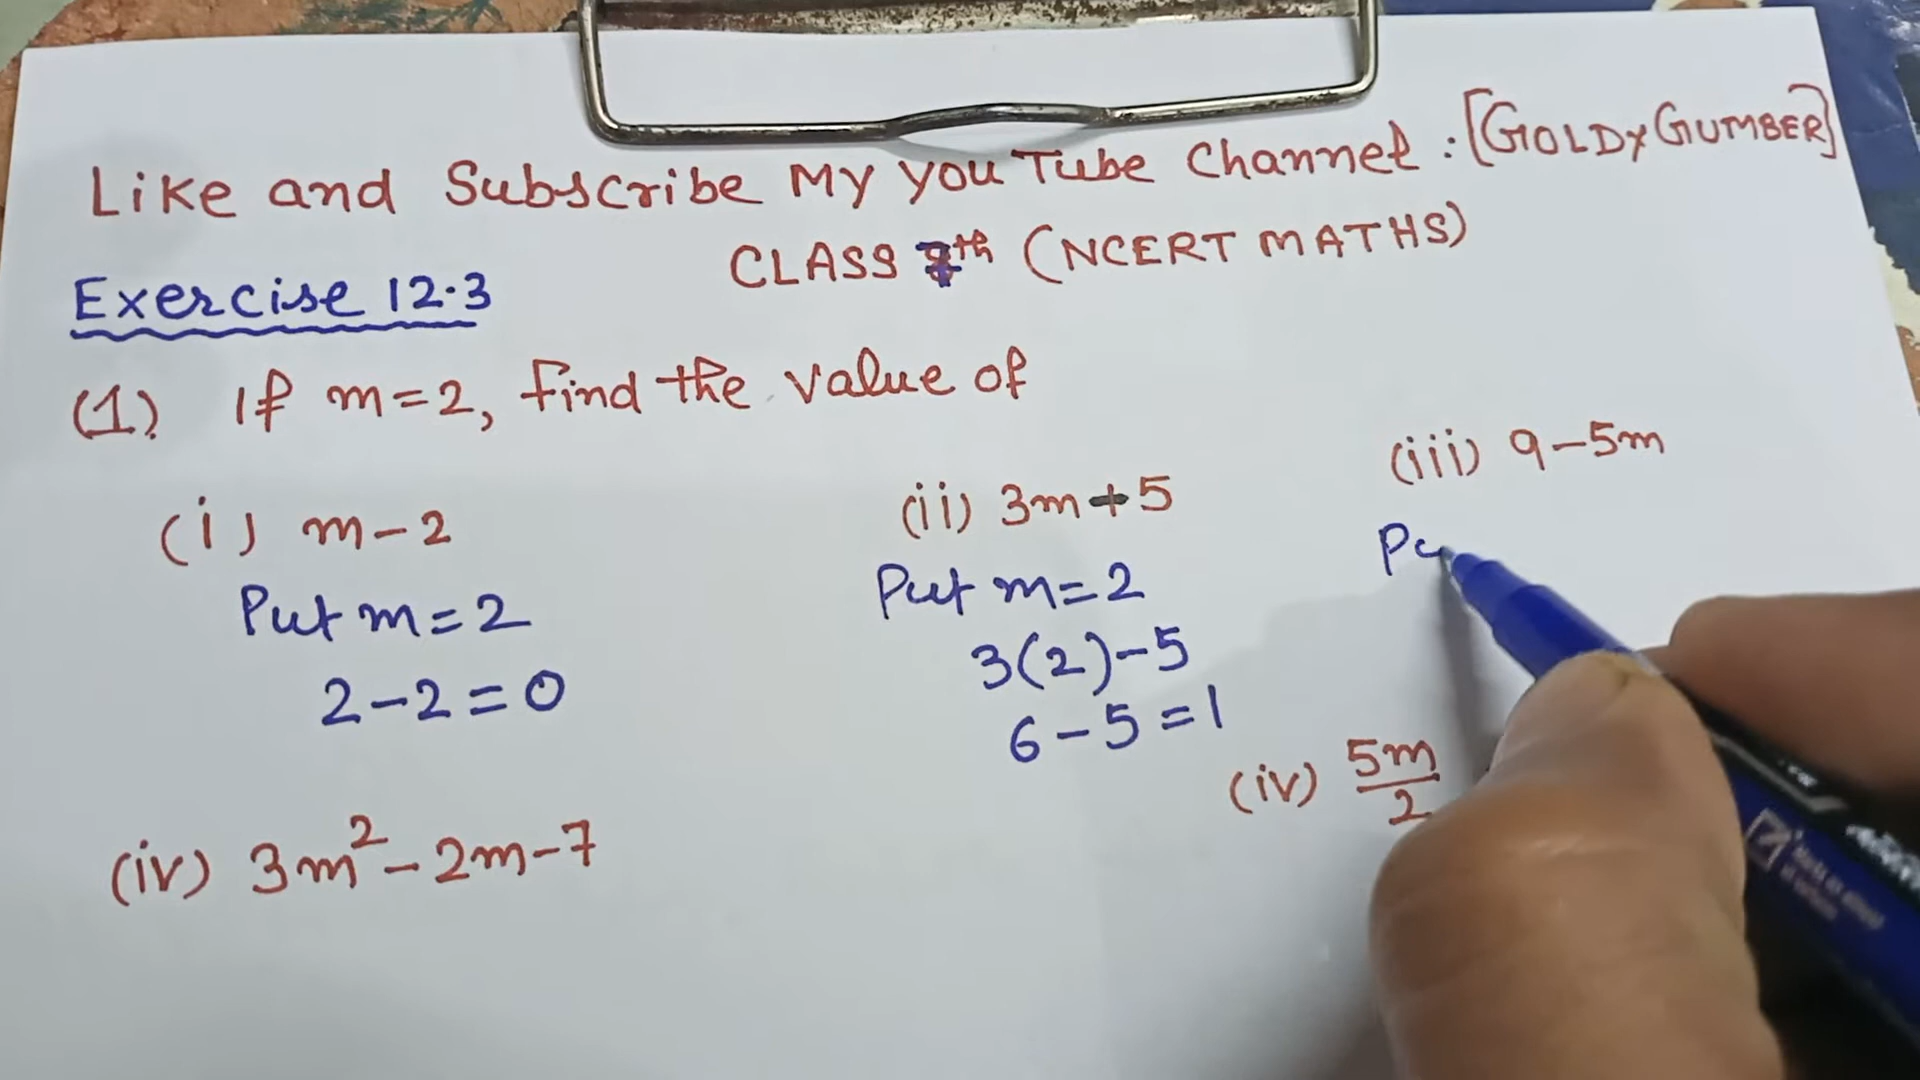 Like and Subscribe My YouTube Channel : [GOLDY GUMBER]
CLASS 7th (NCERT MATHS)
Exercise 12.3
(1) If m=2, find the value of
(i) m-2
Put m=2
2-2=0
(ii) 3m+5
Put m=2
3(2)-5
6-5=1
(iii) 9-5m
(iv) 3m²-2m-7
(iv) 5m/2